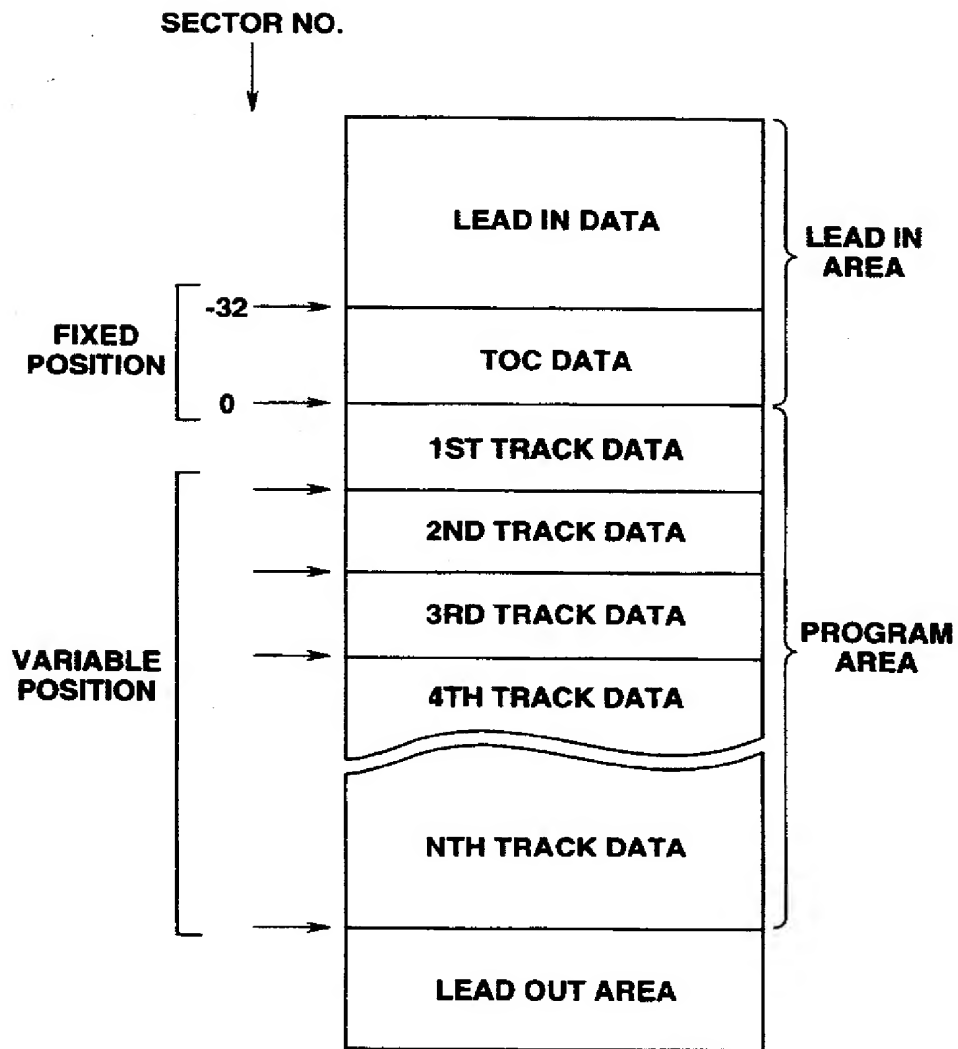 SECTOR NO.
LEAD IN DATA
LEAD IN
AREA
-32
FIXED
POSITION
TOC DATA
0
1ST TRACK DATA
2ND TRACK DATA
3RD TRACK DATA
PROGRAM
AREA
VARIABLE
POSITION
4TH TRACK DATA
NTH TRACK DATA
LEAD OUT AREA